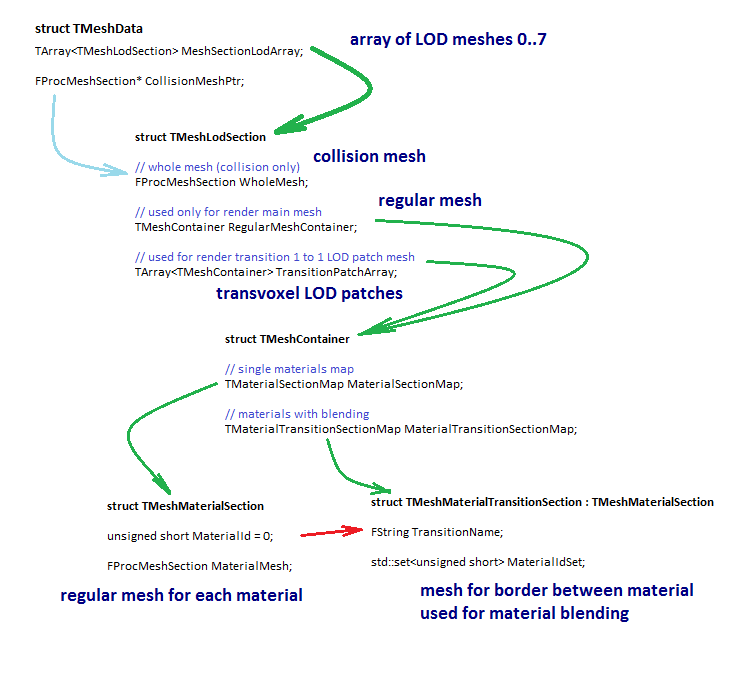 struct TMeshData
TArray<TMeshLodSection> MeshSectionLodArray;
array of LOD meshes 0..7
FProcMeshSection* CollisionMeshPtr;
struct TMeshLodSection
collision mesh
// whole mesh (collision only)
FProcMeshSection WholeMesh;
regular mesh
// used only for render main mesh
TMeshContainer RegularMeshContainer;
// used for render transition 1 to 1 LOD patch mesh
TArray<TMeshContainer> TransitionPatchArray;
transvoxel LOD patches
struct TMeshContainer
// single materials map
TMaterialSectionMap MaterialSectionMap;
// materials with blending
TMaterialTransitionSectionMap MaterialTransitionSectionMap;
struct TMeshMaterialSection
unsigned short MaterialId = 0;
FProcMeshSection MaterialMesh;
regular mesh for each material
struct TMeshMaterialTransitionSection : TMeshMaterialSection
FString TransitionName;
std::set<unsigned short> MaterialIdSet;
mesh for border between material
used for material blending